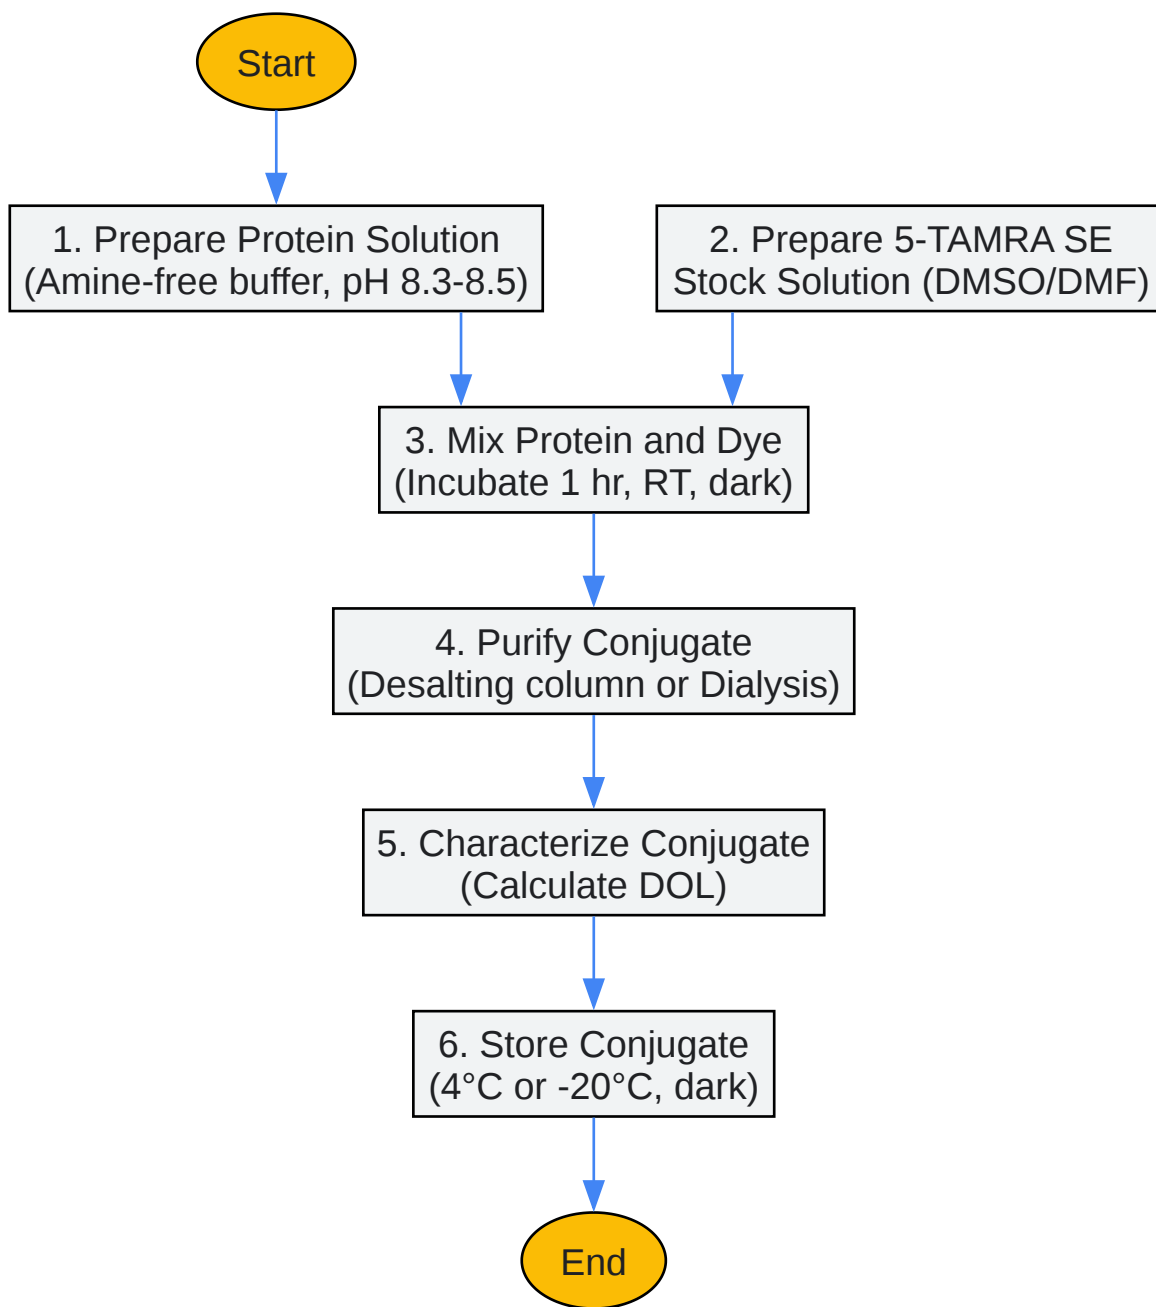 Start
1. Prepare Protein Solution
(Amine-free buffer, pH 8.3-8.5)
2. Prepare 5-TAMRA SE
Stock Solution (DMSO/DMF)
3. Mix Protein and Dye
(Incubate 1 hr, RT, dark)
4. Purify Conjugate
(Desalting column or Dialysis)
5. Characterize Conjugate
(Calculate DOL)
6. Store Conjugate
(4°C or -20°C, dark)
End